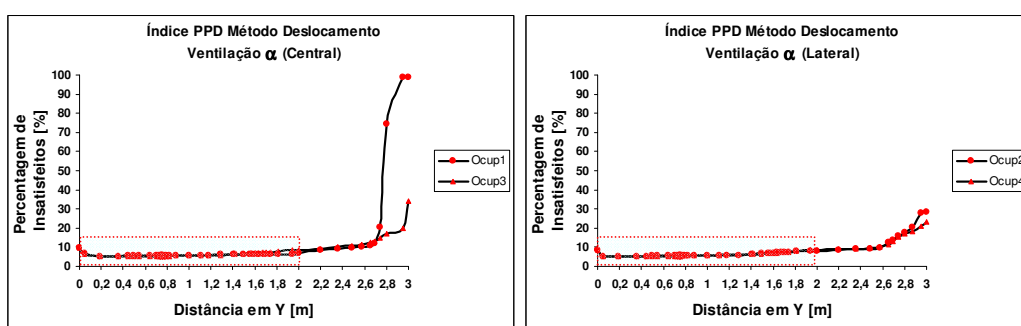 Índice PPD Método Deslocamento
Ventilação α (Central)
Percentagem de
Insatisfeitos [%]
100
90
80
70
60
50
40
30
20
10
0
0 0,2 0,4 0,6 0,8 1 1,2 1,4 1,6 1,8 2 2,2 2,4 2,6 2,8 3
Distância em Y [m]
Ocup1
Ocup3
Índice PPD Método Deslocamento
Ventilação α (Lateral)
Percentagem de
Insatisfeitos [%]
100
90
80
70
60
50
40
30
20
10
0
0 0,2 0,4 0,6 0,8 1 1,2 1,4 1,6 1,8 2 2,2 2,4 2,6 2,8 3
Distância em Y [m]
Ocup2
Ocup4